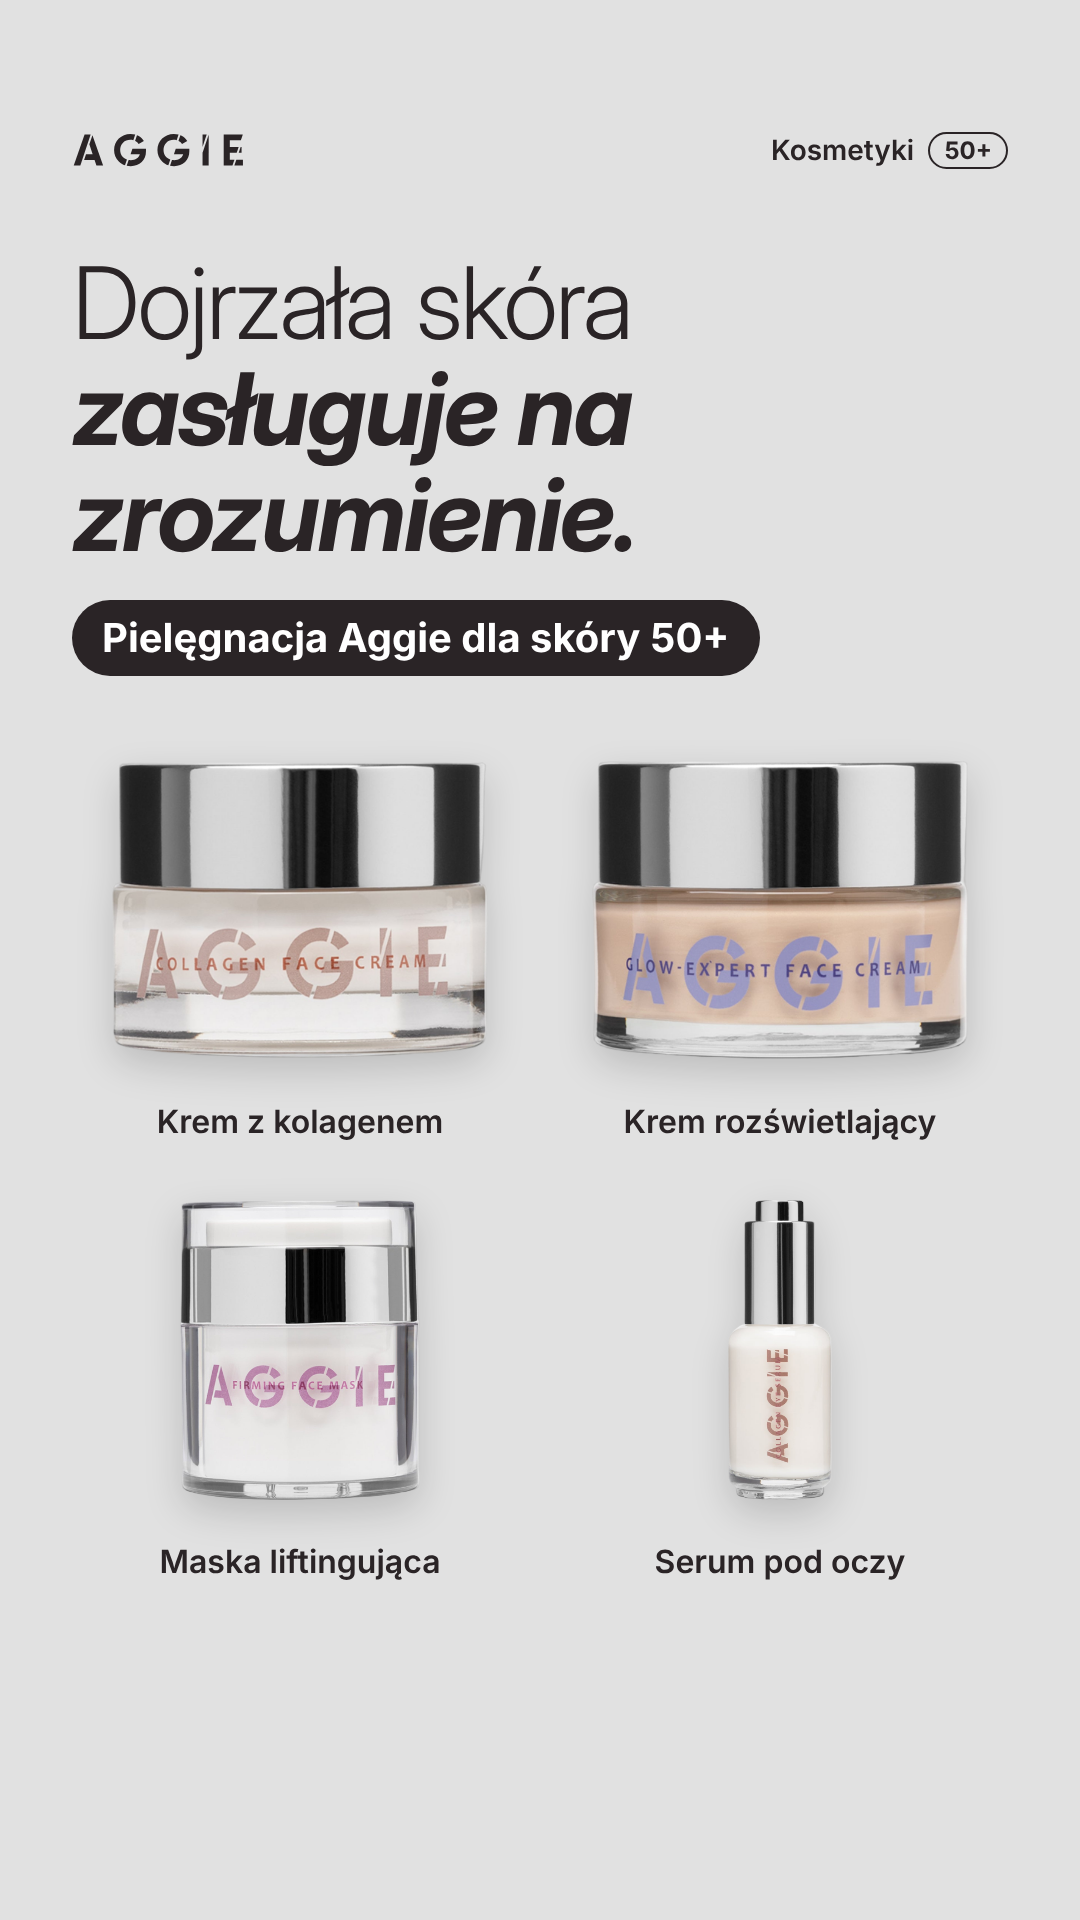 AGGIE
Kosmetyki 50+
Dojrzała skóra
zasługuje na
zrozumienie.
Pielęgnacja Aggie dla skóry 50+
AGGIE
COLLAGEN FACE CREAM
AGGIE
GLOW-EXPERT FACE CREAM
Krem z kolagenem
Krem rozświetlający
AGGIE
FIRMING FACE MASK
AGGIE
Maska liftingująca
Serum pod oczy